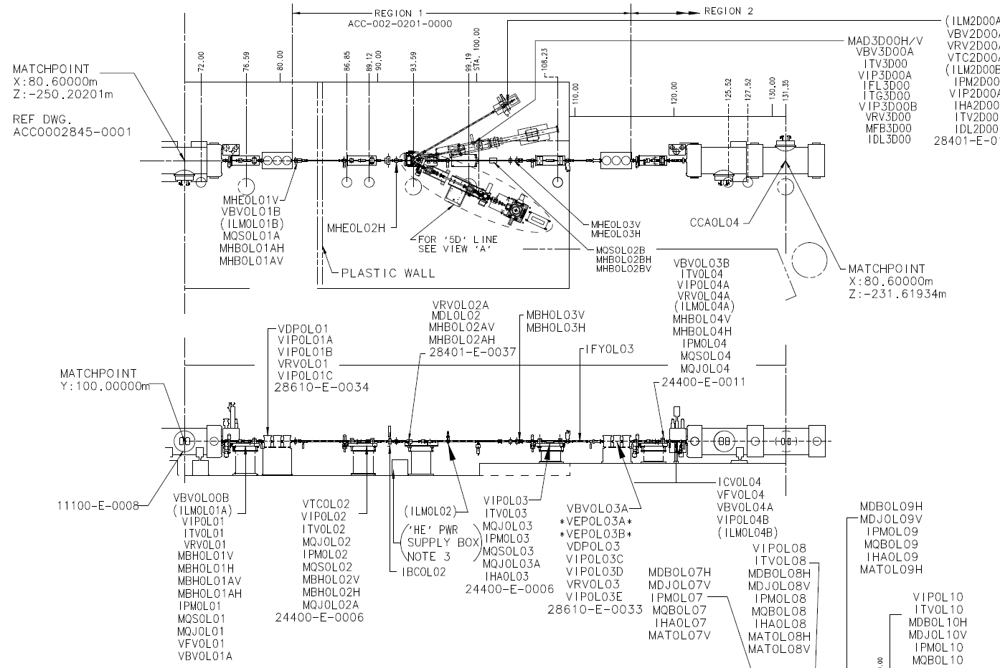 REGION 1
ACC-002-0201-0000
REGION 2
72.00
76.59
80.00
86.85
89.12
90.00
93.59
99.19
STA. 100.00
108.23
110.00
120.00
125.52
127.52
130.00
131.35
MATCHPOINT
X:80.60000m
Z:-250.20201m
REF DWG.
ACC0002845-0001
MAD3D00H/V
VBV3D00A
ITV3D00
VIP3D00A
IFL3D00
ITG3D00
VIP3D00B
VRV3D00
MFB3D00
IDL3D00
(ILM2D00A
VBV2D00A
VRV2D00A
VTC2D00A
(ILM2D00B
IPM2D00
VIP2D00A
IHA2D00
ITV2D00
IDL2D00
28401-E-01
MHE0L01V
VBV0L01B
(ILM0L01B)
MQS0L01A
MHB0L01AH
MHB0L01AV
MHE0L02H
FOR '5D' LINE
SEE VIEW 'A'
PLASTIC WALL
MHE0L03V
MHE0L03H
MQS0L02B
MHB0L02BH
MHB0L02BV
CCA0L04
MATCHPOINT
X:80.60000m
Z:-231.61934m
VBV0L03B
ITV0L04
VIP0L04A
VRV0L04A
(ILM0L04A)
MHB0L04V
MHB0L04H
IPM0L04
MQS0L04
MQJ0L04
24400-E-0011
VRV0L02A
MDL0L02
MHB0L02AV
MHB0L02AH
28401-E-0037
MBH0L03V
MBH0L03H
IFY0L03
VDP0L01
VIP0L01A
VIP0L01B
VRV0L01
VIP0L01C
28610-E-0034
MATCHPOINT
Y:100.00000m
11100-E-0008
VBV0L00B
(ILM0L01A)
VIP0L01
ITV0L01
VRV0L01
MBH0L01V
MBH0L01H
MBH0L01AV
MBH0L01AH
IPM0L01
MQS0L01
MQJ0L01
VFV0L01
VBV0L01A
VTC0L02
VIP0L02
ITV0L02
MQJ0L02
IPM0L02
MQS0L02
MBH0L02V
MBH0L02H
MQJ0L02A
24400-E-0006
(ILM0L02)
('HE' PWR
SUPPLY BOX
NOTE 3)
IBC0L02
VIP0L03
ITV0L03
MQJ0L03
IPM0L03
MQS0L03
MQJ0L03A
IHA0L03
24400-E-0006
VBV0L03A
*VEP0L03A*
*VEP0L03B*
VDP0L03
VIP0L03C
VIP0L03D
VRV0L03
VIP0L03E
28610-E-0033
ICV0L04
VFV0L04
VBV0L04A
VIP0L04B
(ILM0L04B)
MDB0L07H
MDJ0L07V
IPM0L07
MQB0L07
IHA0L07
MAT0L07V
VIP0L08
ITV0L08
MDB0L08H
MDJ0L08V
IPM0L08
MQB0L08
IHA0L08
MAT0L08H
MAT0L08V
MDB0L09H
MDJ0L09V
IPM0L09
MQB0L09
IHA0L09
MAT0L09H
VIP0L10
ITV0L10
MDB0L10H
MDJ0L10V
IPM0L10
MQB0L10